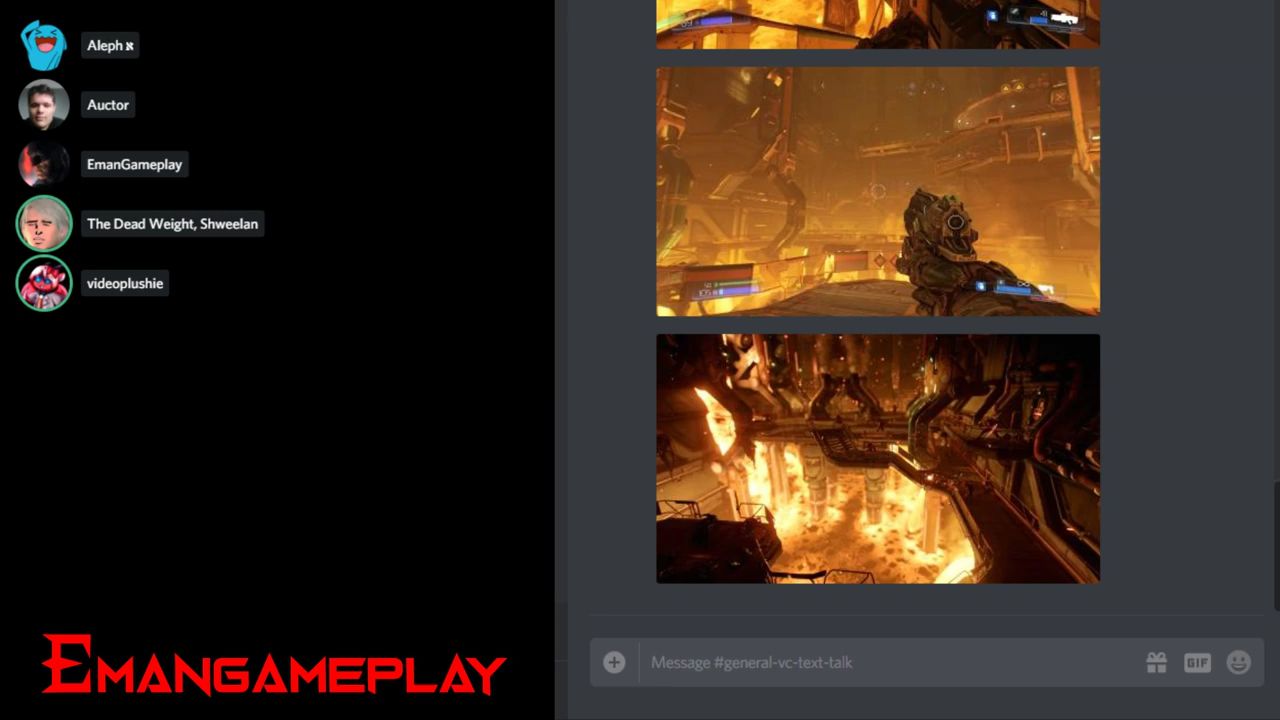 Aleph ℵ
Auctor
EmanGameplay
The Dead Weight, Shweelan
videoplushie
EMANGAMEPLAY
Message #general-vc-text-talk
GIF